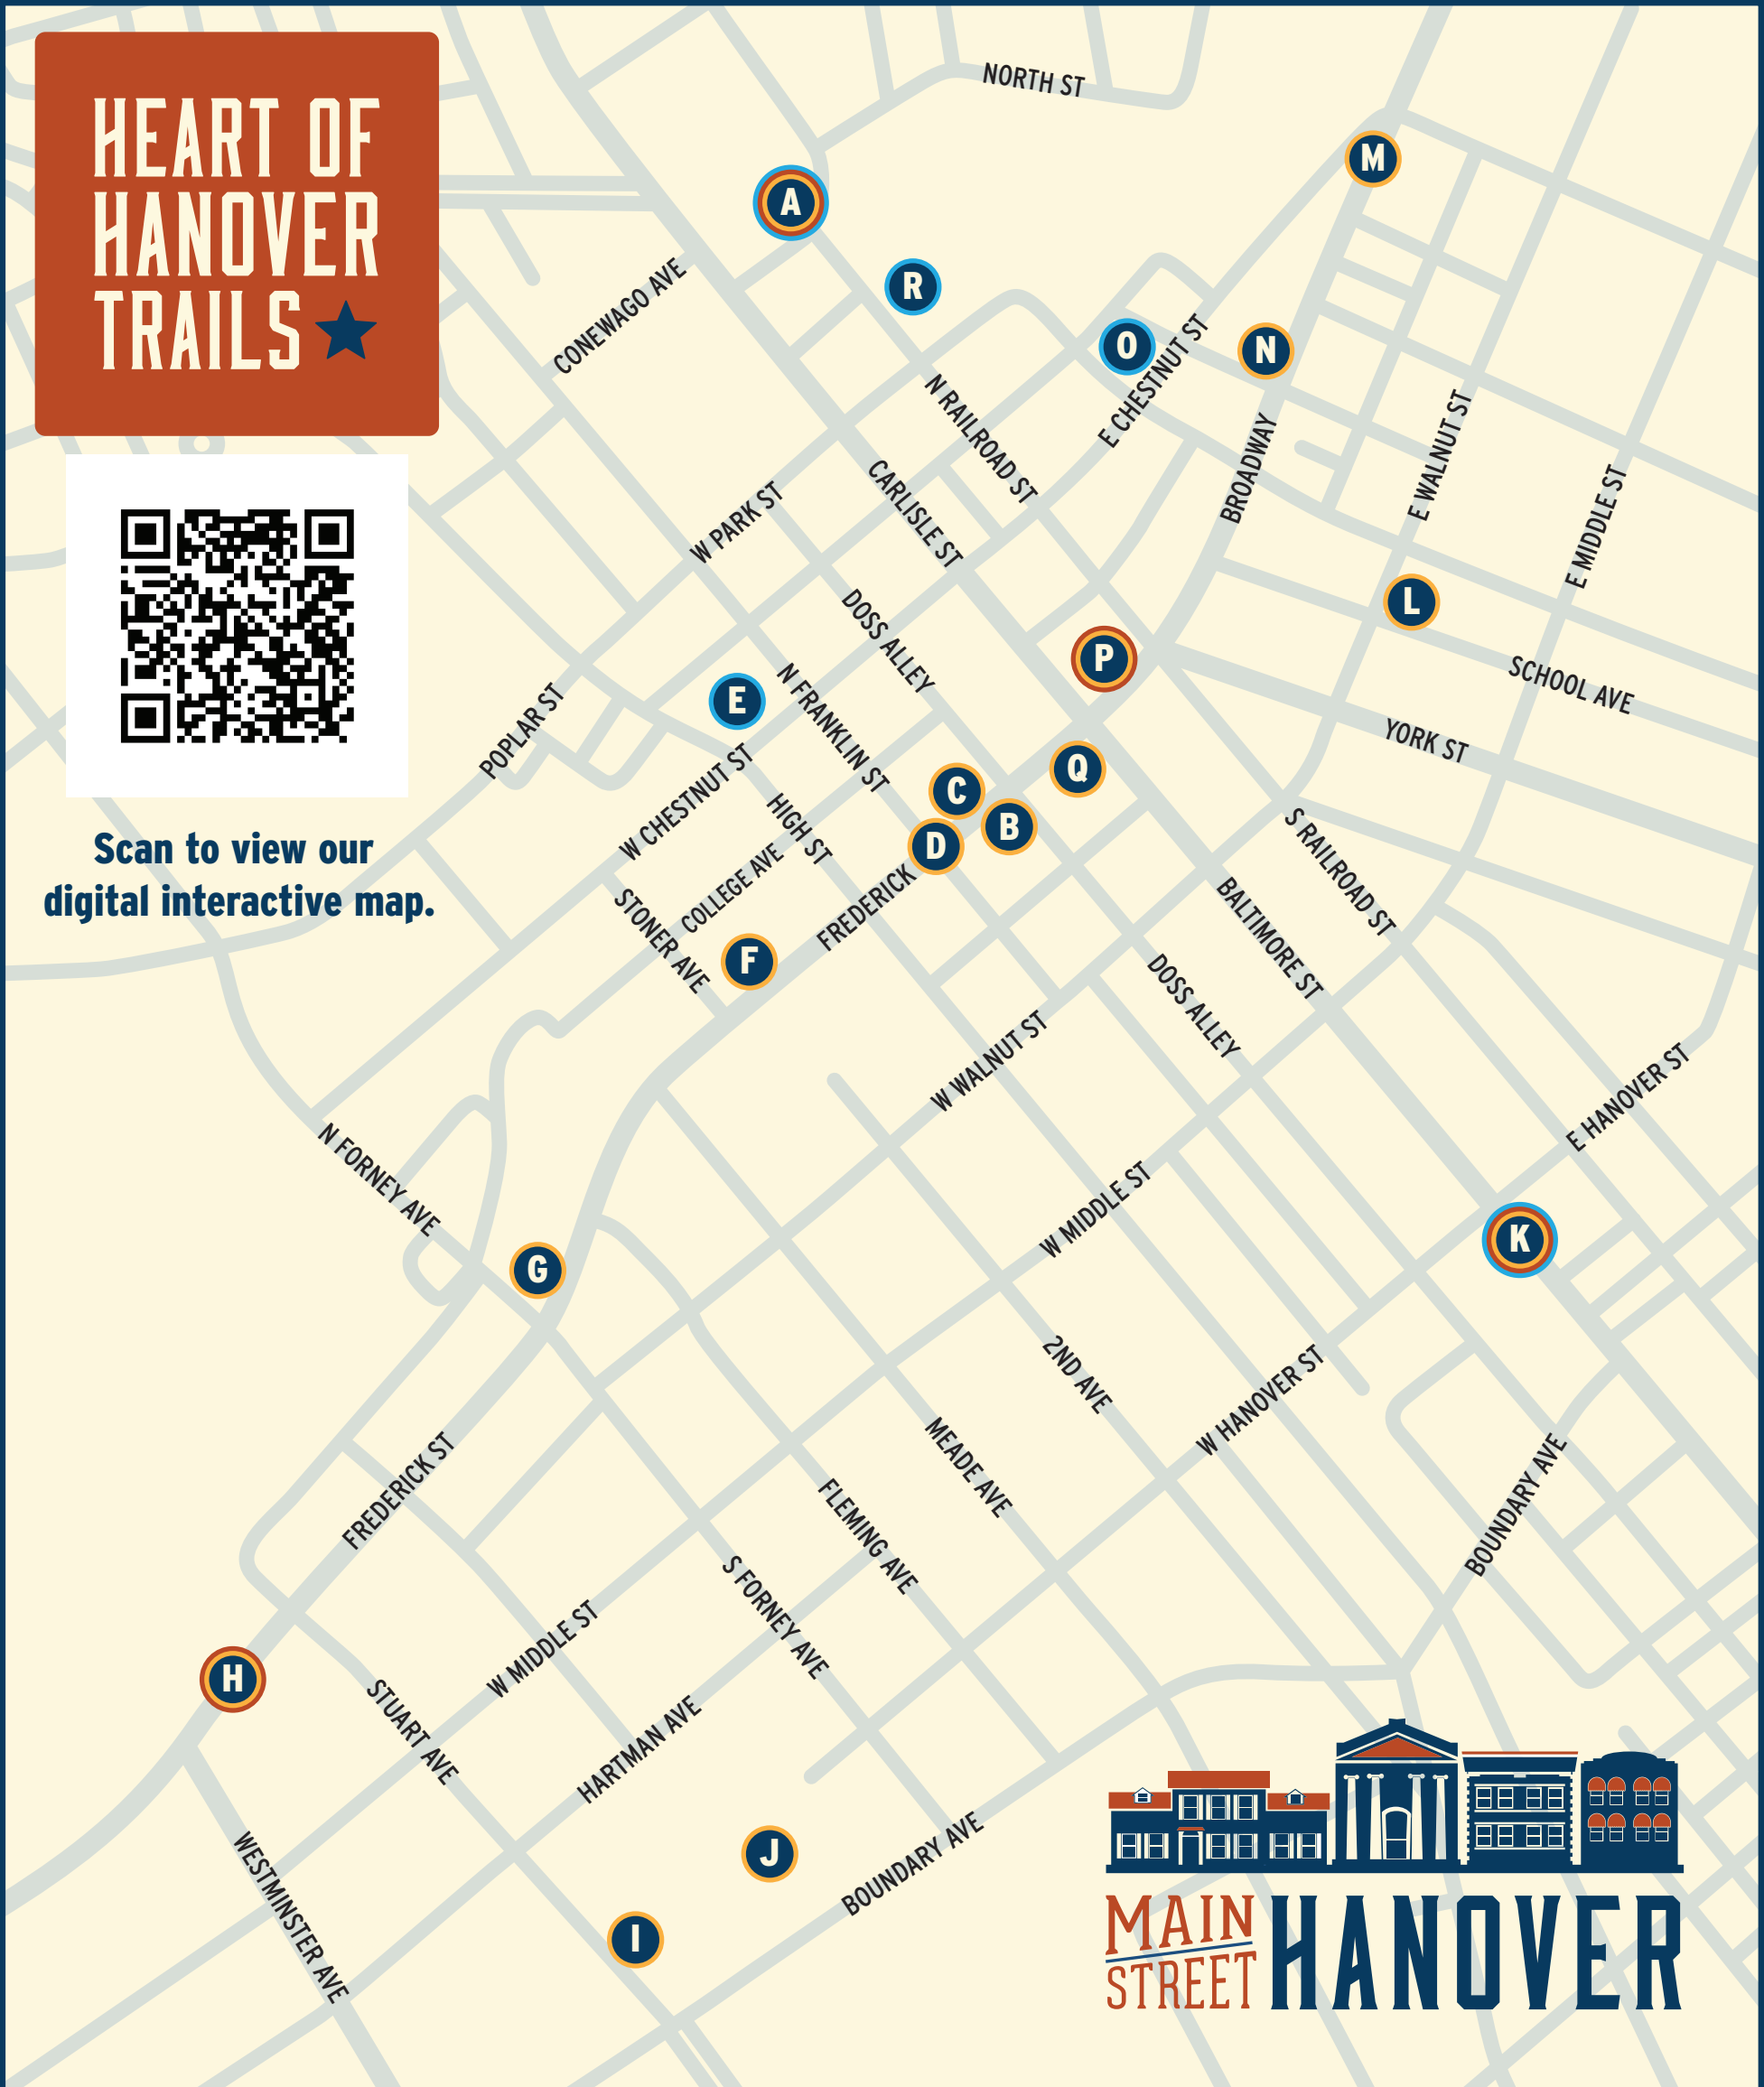 HEART OF
HANOVER
TRAILS
Scan to view our
digital interactive map.
NORTH ST
M
A
R
CONEWAGO AVE
O
E CHESTNUT ST
N
N RAILROAD ST
BROADWAY
E WALNUT ST
E MIDDLE ST
CARLISLE ST
W PARK ST
DOSS ALLEY
L
P
SCHOOL AVE
E
N FRANKLIN ST
POPLAR ST
YORK ST
W CHESTNUT ST
Q
C
B
D
HIGH ST
COLLEGE AVE
S RAILROAD ST
STONER AVE
FREDERICK
BALTIMORE ST
F
DOSS ALLEY
W WALNUT ST
E HANOVER ST
N FORNEY AVE
W MIDDLE ST
K
G
2ND AVE
W HANOVER ST
MEADE AVE
FREDERICK ST
BOUNDARY AVE
FLEMING AVE
S FORNEY AVE
W MIDDLE ST
H
STUART AVE
HARTMAN AVE
J
BOUNDARY AVE
WESTMINSTER AVE
I
MAIN
STREET
HANOVER